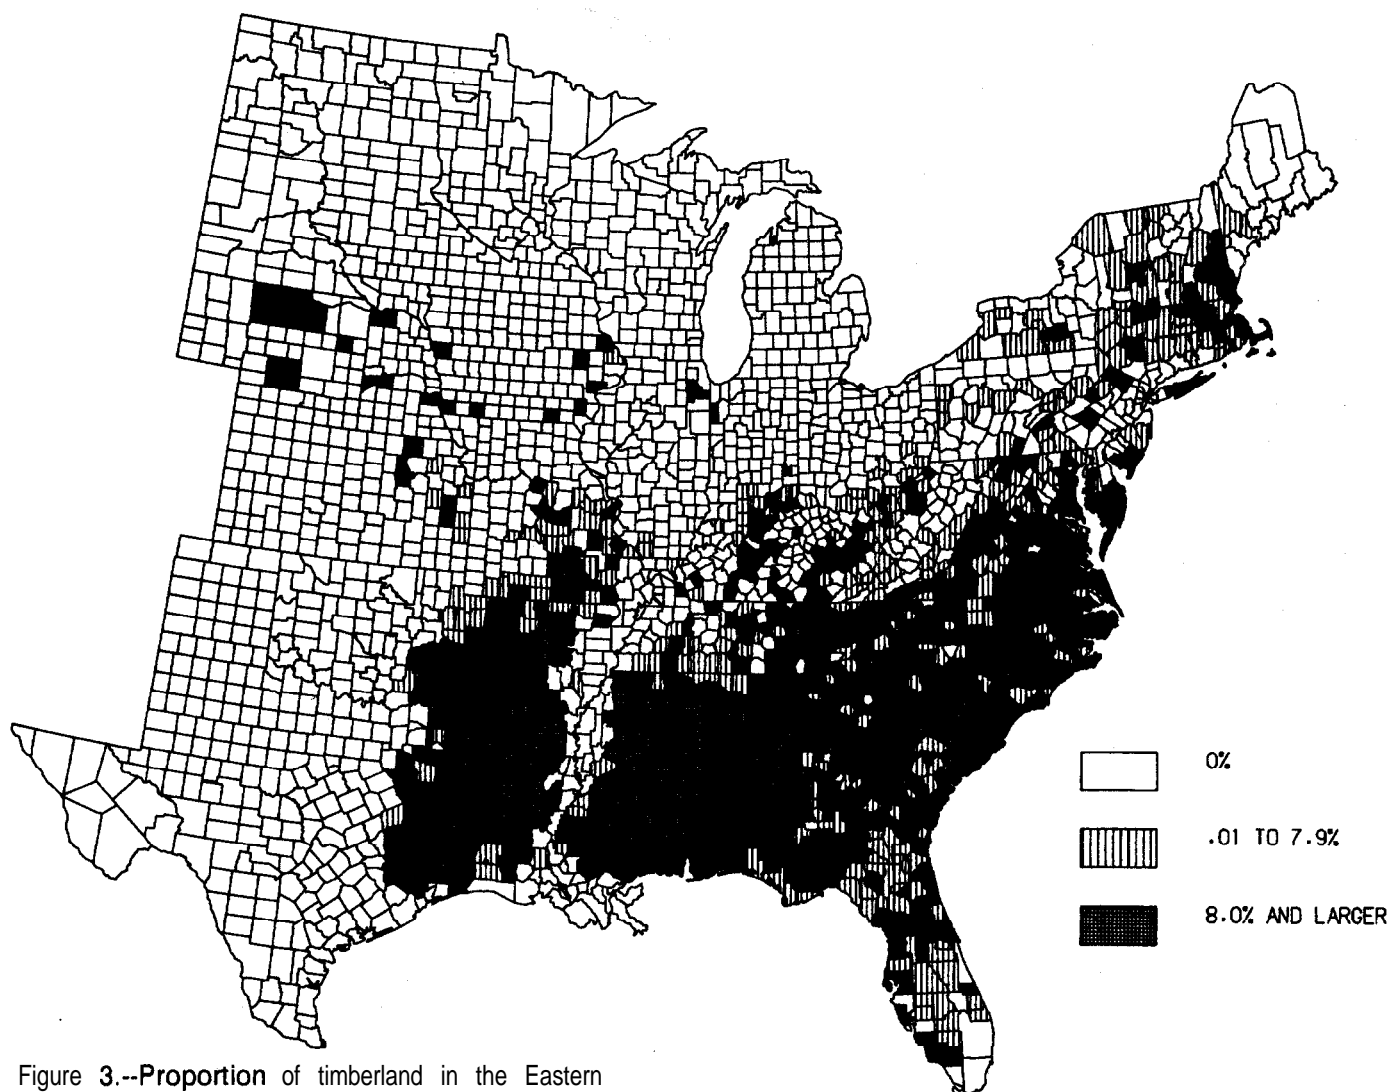 0%
.01 TO 7.9%
8.0% AND LARGER
Figure 3.--Proportion of timberland in the Eastern